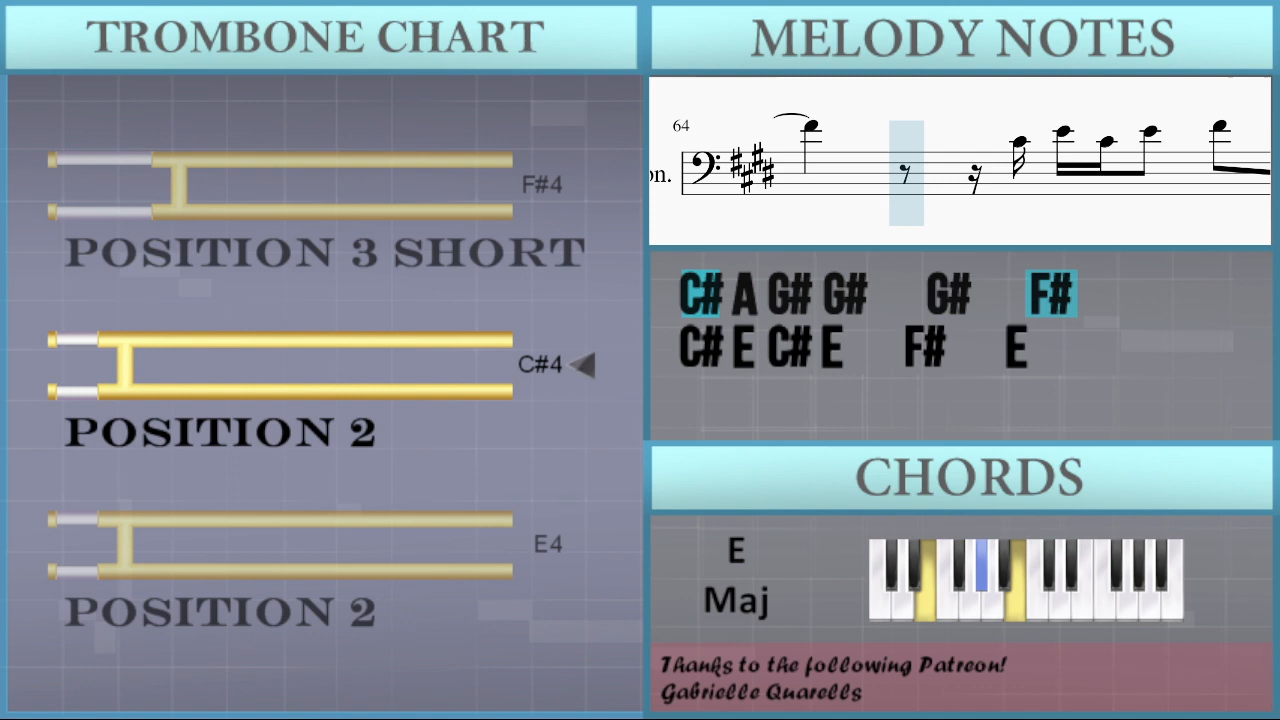 TROMBONE CHART
F#4
POSITION 3 SHORT
C#4
POSITION 2
E4
POSITION 2
MELODY NOTES
64
on.
C# A G# G# G# F#
C# E C# E F# E
CHORDS
E
Maj
Thanks to the following Patreon!
Gabrielle Quarells